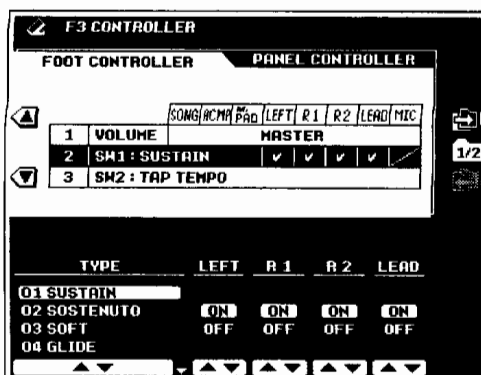 F3 CONTROLLER
FOOT CONTROLLER PANEL CONTROLLER
SONG ACMP M.PAD LEFT R1 R2 LEAD MIC
1 VOLUME MASTER
2 SW1 : SUSTAIN ✔ ✔ ✔ ✔
3 SW2 : TAP TEMPO
1/2
TYPE LEFT R1 R2 LEAD
01 SUSTAIN
02 SOSTENUTO ON ON ON ON
03 SOFT OFF OFF OFF OFF
04 GLIDE